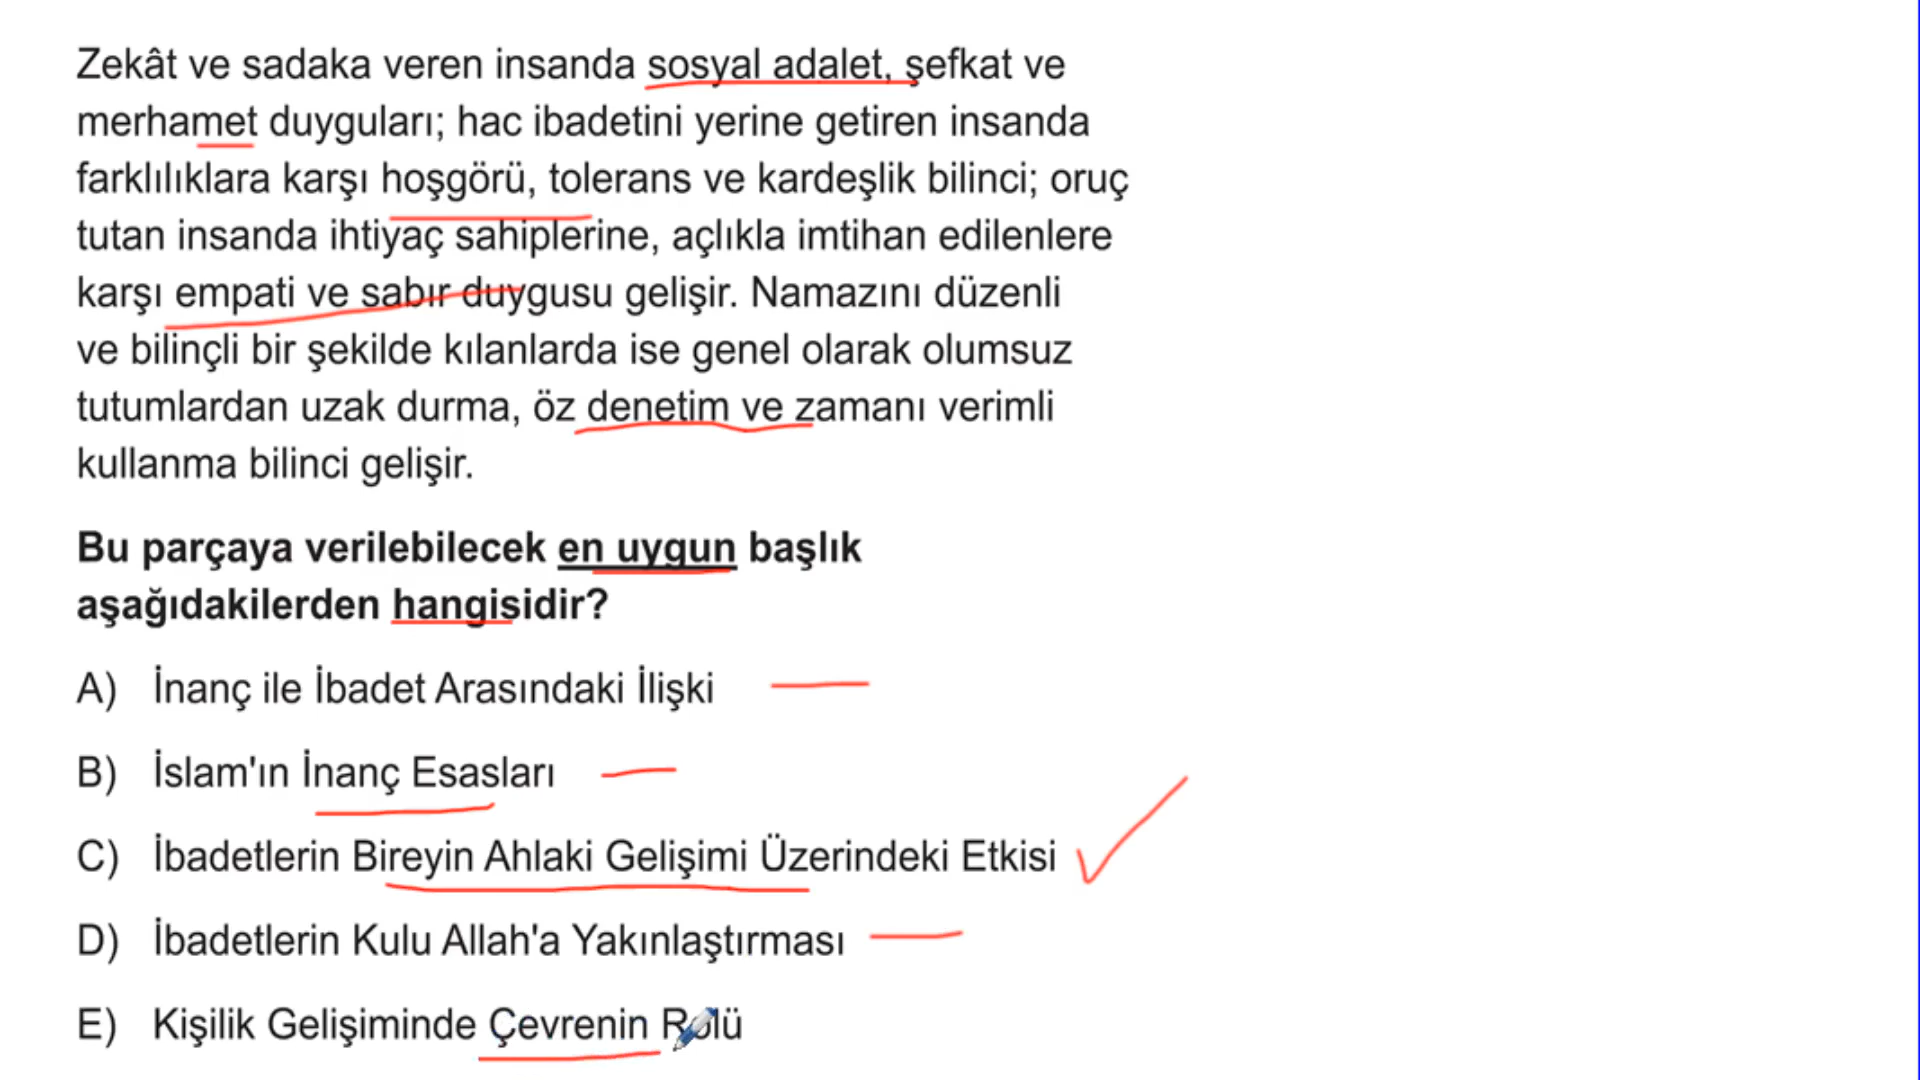 Zekât ve sadaka veren insanda sosyal adalet, şefkat ve
merhamet duyguları; hac ibadetini yerine getiren insanda
farklılıklara karşı hoşgörü, tolerans ve kardeşlik bilinci; oruç
tutan insanda ihtiyaç sahiplerine, açlıkla imtihan edilenlere
karşı empati ve sabır duygusu gelişir. Namazını düzenli
ve bilinçli bir şekilde kılanlarda ise genel olarak olumsuz
tutumlardan uzak durma, öz denetim ve zamanı verimli
kullanma bilinci gelişir.
Bu parçaya verilebilecek en uygun başlık
aşağıdakilerden hangisidir?
A) İnanç ile İbadet Arasındaki İlişki
B) İslam'ın İnanç Esasları
C) İbadetlerin Bireyin Ahlaki Gelişimi Üzerindeki Etkisi
D) İbadetlerin Kulu Allah'a Yakınlaştırması
E) Kişilik Gelişiminde Çevrenin Rolü